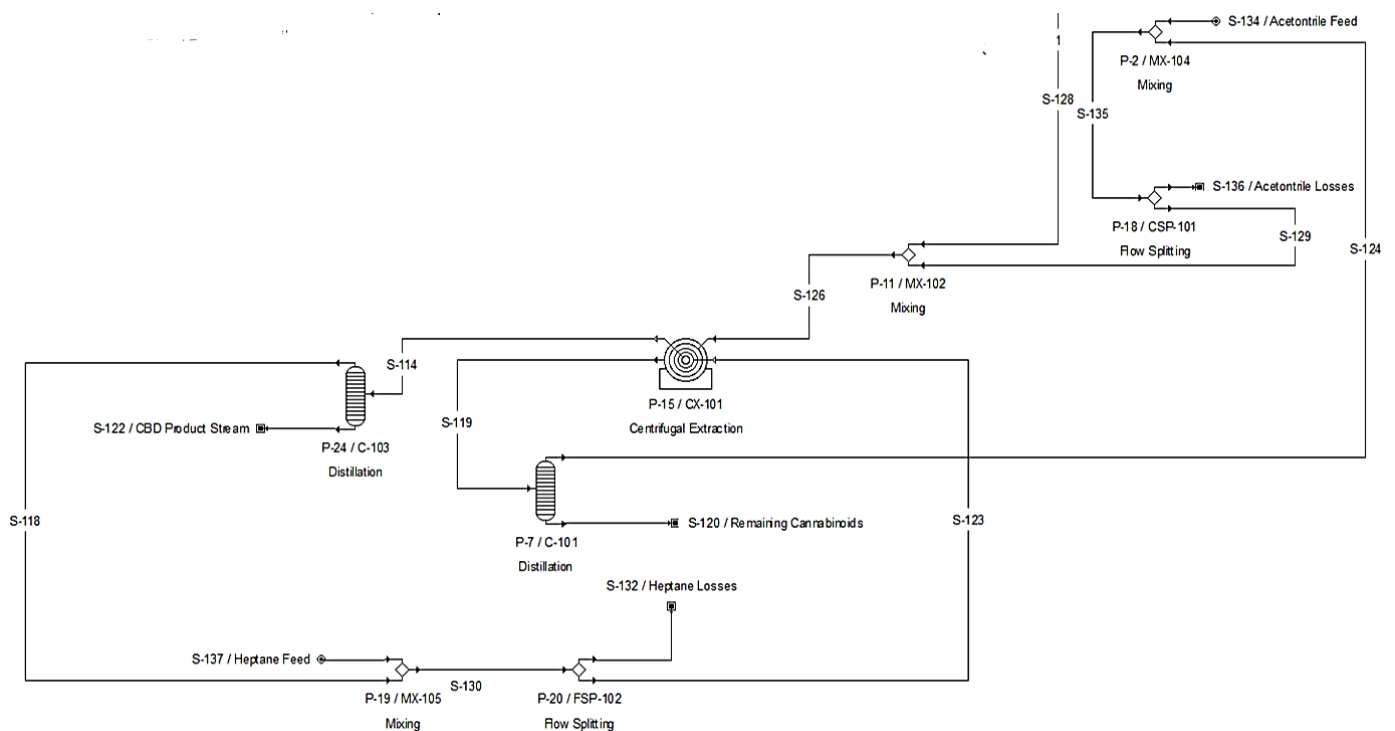 S-134 / Acetontrile Feed
P-2 / MX-104
Mixing
S-128
S-135
S-136 / Acetontrile Losses
P-18 / CSP-101
Flow Splitting
S-129
S-124
P-11 / MX-102
Mixing
S-126
S-114
P-15 / CX-101
Centrifugal Extraction
S-119
S-122 / CBD Product Stream
P-24 / C-103
Distillation
S-118
S-120 / Remaining Cannabinoids
S-123
P-7 / C-101
Distillation
S-132 / Heptane Losses
S-137 / Heptane Feed
S-130
P-19 / MX-105
Mixing
P-20 / FSP-102
Flow Splitting